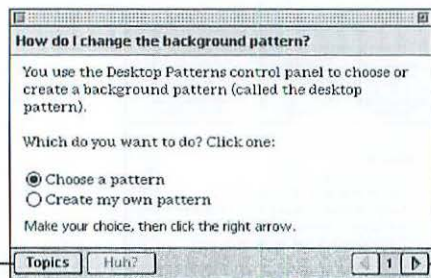 How do I change the background pattern?
You use the Desktop Patterns control panel to choose or
create a background pattern (called the desktop
pattern).
Which do you want to do? Click one:
Choose a pattern
Create my own pattern
Make your choice, then click the right arrow.
Topics Huh? 1